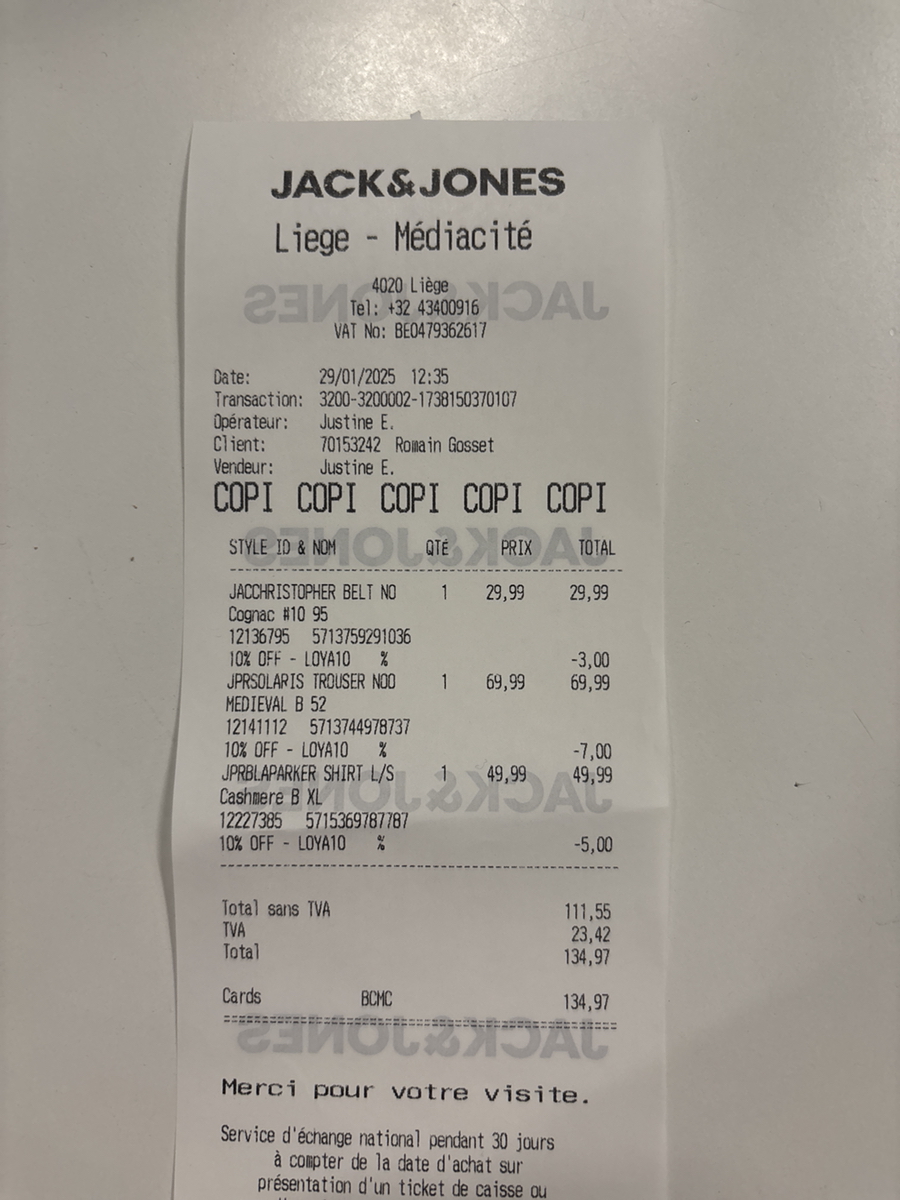 JACK&JONES
Liege - Médiacité
4020 Liège
Tel: +32 43400916
VAT No: BE0479362617
Date: 29/01/2025 12:35
Transaction: 3200-3200002-1738150370107
Opérateur: Justine E.
Client: 70153242 Romain Gosset
Vendeur: Justine E.
COPI COPI COPI COPI COPI
STYLE ID & NOM QTÉ PRIX TOTAL
JACCHRISTOPHER BELT NO 1 29,99 29,99
Cognac #10 95
12136795 5713759291036
10% OFF - LOYA10 % -3,00
JPRSOLARIS TROUSER NOO 1 69,99 69,99
MEDIEVAL B 52
12141112 5713744978737
10% OFF - LOYA10 % -7,00
JPRBLAPARKER SHIRT L/S 1 49,99 49,99
Cashmere B XL
12227385 5715369787787
10% OFF - LOYA10 % -5,00
Total sans TVA 111,55
TVA 23,42
Total 134,97
Cards BCMC 134,97
Merci pour votre visite.
Service d'échange national pendant 30 jours
à compter de la date d'achat sur
présentation d'un ticket de caisse ou